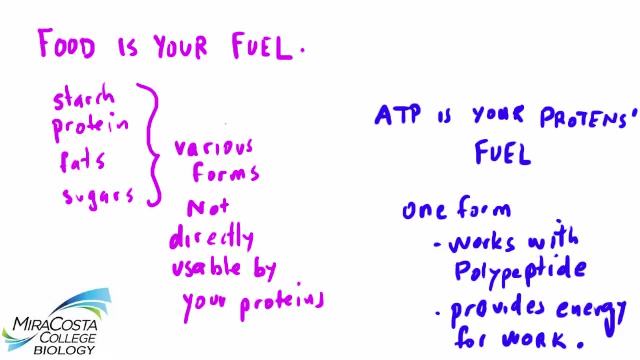 FOOD IS YOUR FUEL.
starch
protein
fats
sugars
various
forms
Not
directly
usable by
your proteins
ATP IS YOUR PROTENS'
FUEL
one form
· works with
Polypeptide
· provides energy
for work.
MIRACOSTA
COLLEGE
BIOLOGY